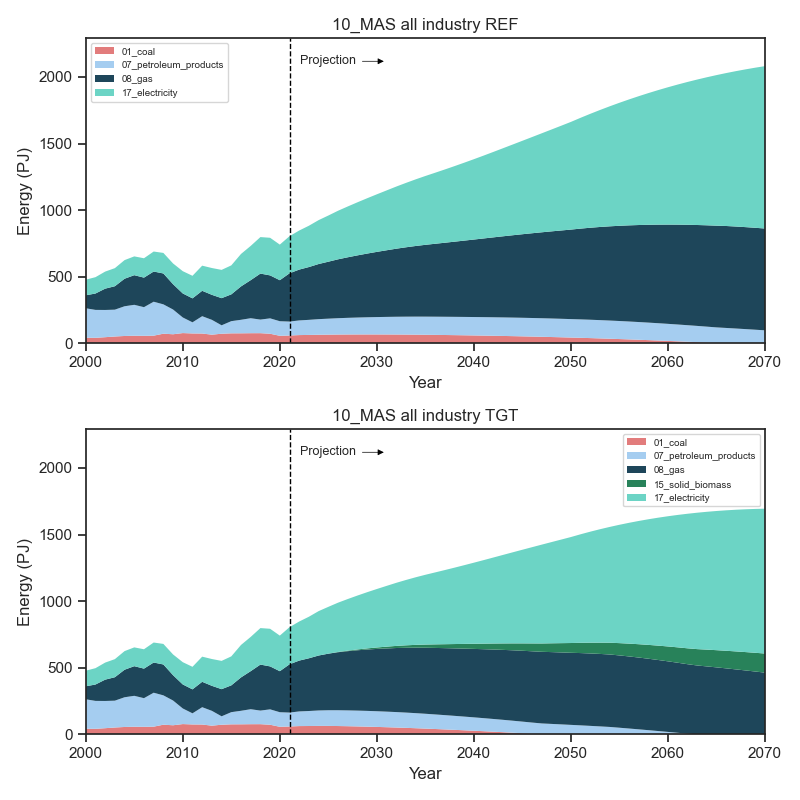 10_MAS all industry REF
01_coal
07_petroleum_products
08_gas
17_electricity
Projection
2000
1500
1000
500
0
Energy (PJ)
2000 2010 2020 2030 2040 2050 2060 2070
Year
10_MAS all industry TGT
Projection
01_coal
07_petroleum_products
08_gas
15_solid_biomass
17_electricity
2000
1500
1000
500
0
Energy (PJ)
2000 2010 2020 2030 2040 2050 2060 2070
Year